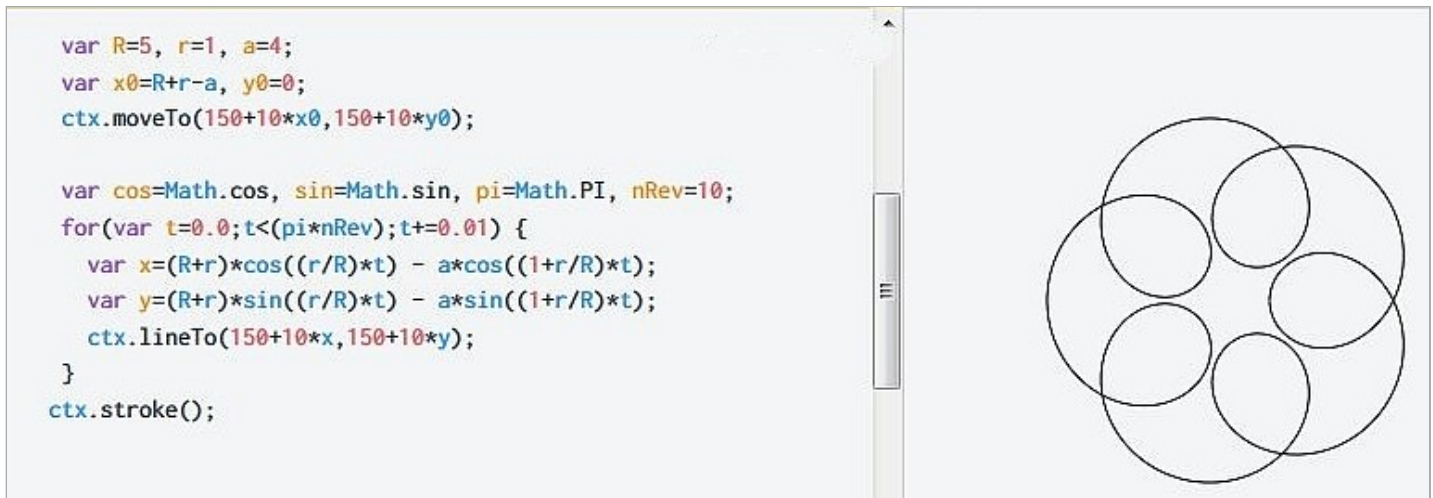 var R=5, r=1, a=4;
var x0=R+r-a, y0=0;
ctx.moveTo(150+10*x0,150+10*y0);
var cos=Math.cos, sin=Math.sin, pi=Math.PI, nRev=10;
for(var t=0.0;t<(pi*nRev);t+=0.01) {
var x=(R+r)*cos((r/R)*t) - a*cos((1+r/R)*t);
var y=(R+r)*sin((r/R)*t) - a*sin((1+r/R)*t);
ctx.lineTo(150+10*x,150+10*y);
}
ctx.stroke();